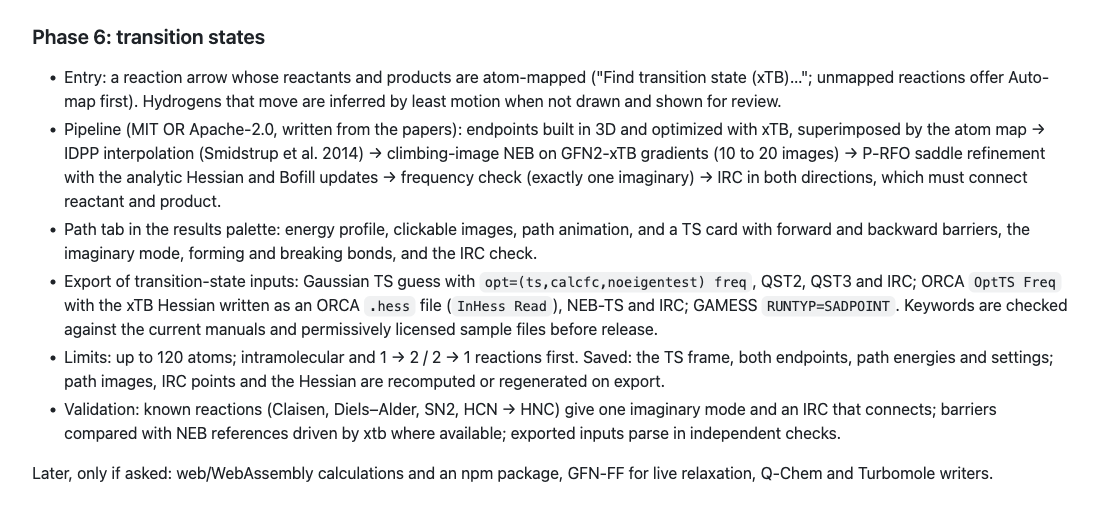 Phase 6: transition states
• Entry: a reaction arrow whose reactants and products are atom-mapped ("Find transition state (xTB)..."; unmapped reactions offer Auto-
map first). Hydrogens that move are inferred by least motion when not drawn and shown for review.
• Pipeline (MIT OR Apache-2.0, written from the papers): endpoints built in 3D and optimized with xTB, superimposed by the atom map →
IDPP interpolation (Smidstrup et al. 2014) → climbing-image NEB on GFN2-xTB gradients (10 to 20 images) → P-RFO saddle refinement
with the analytic Hessian and Bofill updates → frequency check (exactly one imaginary) → IRC in both directions, which must connect
reactant and product.
• Path tab in the results palette: energy profile, clickable images, path animation, and a TS card with forward and backward barriers, the
imaginary mode, forming and breaking bonds, and the IRC check.
• Export of transition-state inputs: Gaussian TS guess with opt=(ts,calcfc,noeigentest) freq , QST2, QST3 and IRC; ORCA OptTS Freq
with the xTB Hessian written as an ORCA .hess file ( InHess Read ), NEB-TS and IRC; GAMESS RUNTYP=SADPOINT . Keywords are checked
against the current manuals and permissively licensed sample files before release.
• Limits: up to 120 atoms; intramolecular and 1 → 2 / 2 → 1 reactions first. Saved: the TS frame, both endpoints, path energies and settings;
path images, IRC points and the Hessian are recomputed or regenerated on export.
• Validation: known reactions (Claisen, Diels–Alder, SN2, HCN → HNC) give one imaginary mode and an IRC that connects; barriers
compared with NEB references driven by xtb where available; exported inputs parse in independent checks.
Later, only if asked: web/WebAssembly calculations and an npm package, GFN-FF for live relaxation, Q-Chem and Turbomole writers.